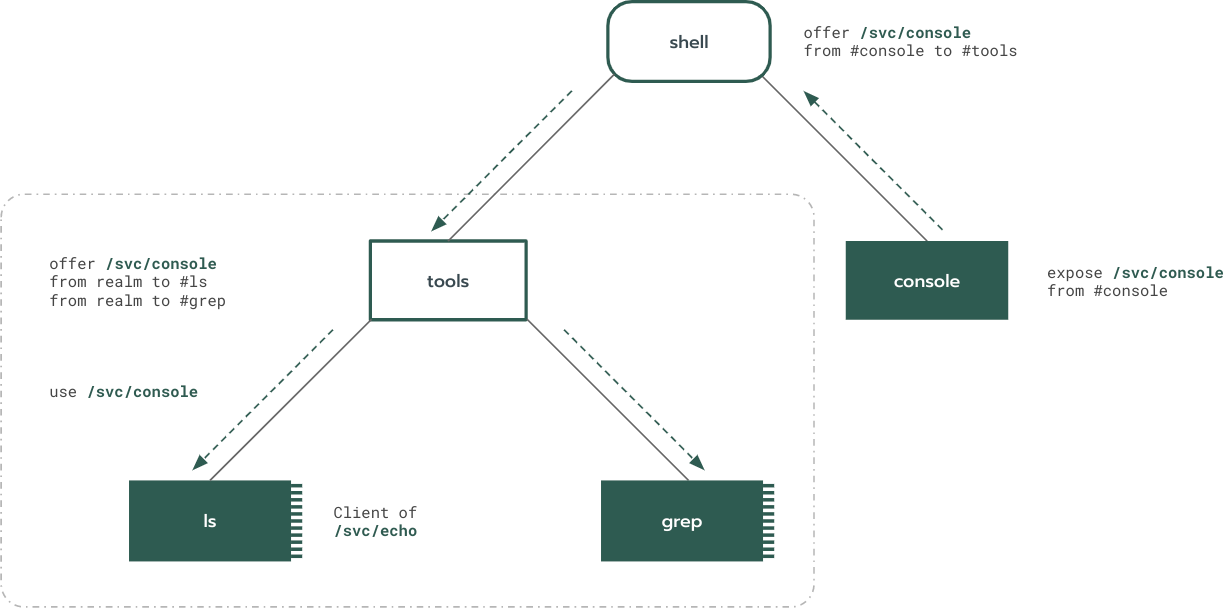 shell
offer /svc/console
from #console to #tools
offer /svc/console
from realm to #ls
from realm to #grep
tools
console
expose /svc/console
from #console
use /svc/console
ls
Client of
/svc/echo
grep